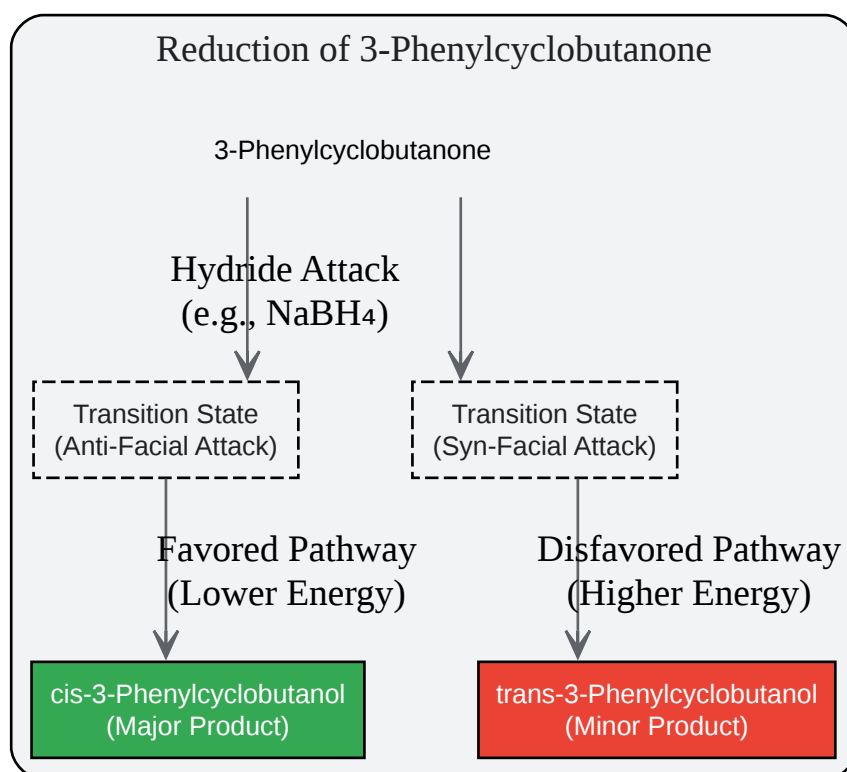 Reduction of 3-Phenylcyclobutanone
3-Phenylcyclobutanone
Hydride Attack
(e.g., NaBH₄)
Transition State
(Anti-Facial Attack)
Transition State
(Syn-Facial Attack)
Favored Pathway
(Lower Energy)
Disfavored Pathway
(Higher Energy)
cis-3-Phenylcyclobutanol
(Major Product)
trans-3-Phenylcyclobutanol
(Minor Product)